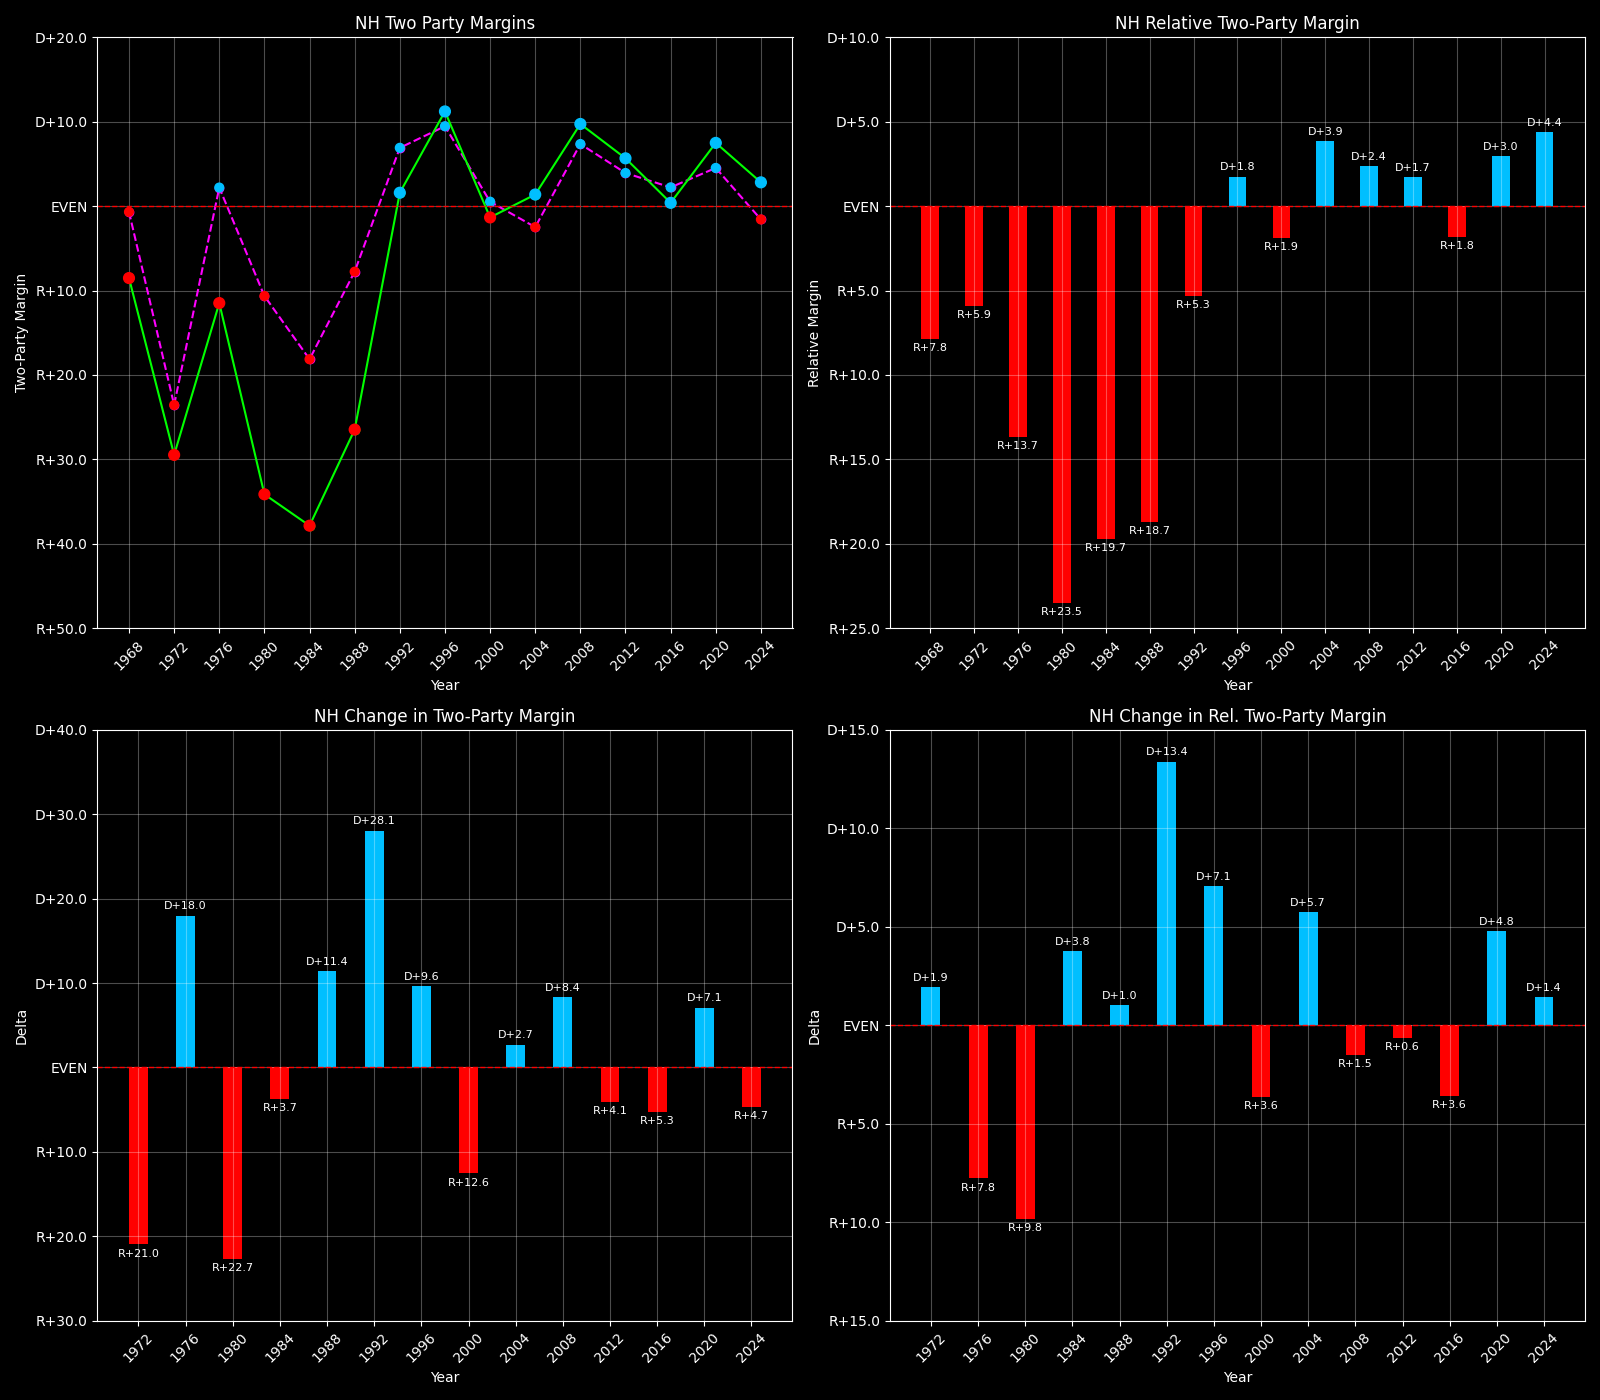 NH Two Party Margins
Two-Party Margin
D+20.0
D+10.0
EVEN
R+10.0
R+20.0
R+30.0
R+40.0
R+50.0
1968 1972 1976 1980 1984 1988 1992 1996 2000 2004 2008 2012 2016 2020 2024
Year
NH Relative Two-Party Margin
Relative Margin
D+10.0
D+5.0
EVEN
R+5.0
R+10.0
R+15.0
R+20.0
R+25.0
R+7.8
R+5.9
R+13.7
R+23.5
R+19.7
R+18.7
R+5.3
D+1.8
R+1.9
D+3.9
D+2.4
D+1.7
R+1.8
D+3.0
D+4.4
1968 1972 1976 1980 1984 1988 1992 1996 2000 2004 2008 2012 2016 2020 2024
Year
NH Change in Two-Party Margin
Delta
D+40.0
D+30.0
D+20.0
D+10.0
EVEN
R+10.0
R+20.0
R+30.0
R+21.0
D+18.0
R+22.7
R+3.7
D+11.4
D+28.1
D+9.6
R+12.6
D+2.7
D+8.4
R+4.1
R+5.3
D+7.1
R+4.7
1972 1976 1980 1984 1988 1992 1996 2000 2004 2008 2012 2016 2020 2024
Year
NH Change in Rel. Two-Party Margin
Delta
D+15.0
D+10.0
D+5.0
EVEN
R+5.0
R+10.0
R+15.0
D+1.9
R+7.8
R+9.8
D+3.8
D+1.0
D+13.4
D+7.1
R+3.6
D+5.7
R+1.5
R+0.6
R+3.6
D+4.8
D+1.4
1972 1976 1980 1984 1988 1992 1996 2000 2004 2008 2012 2016 2020 2024
Year